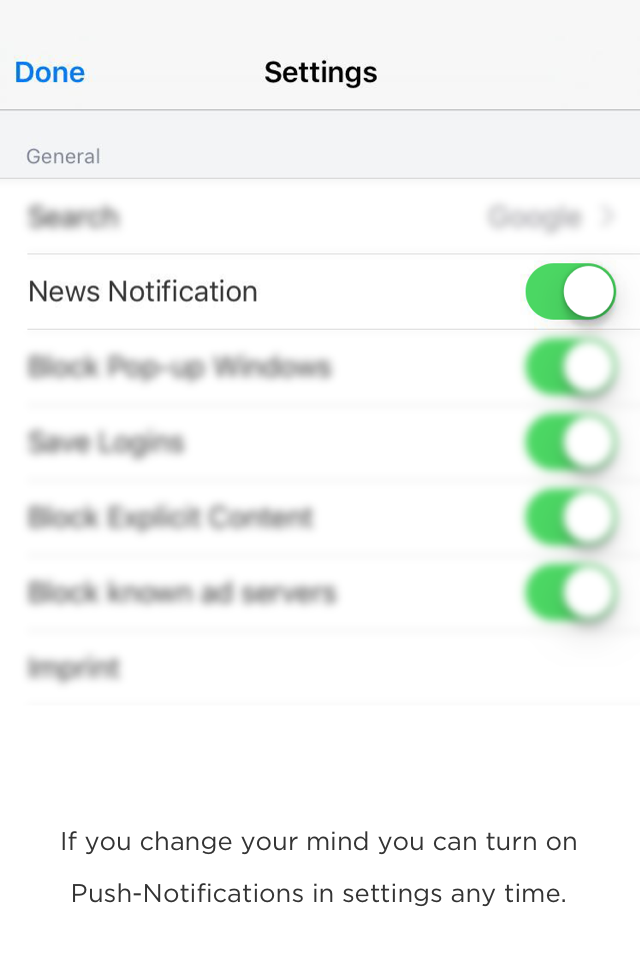 Done
Settings
General
Search Google
News Notification
Block Pop-up Windows
Save Logins
Block Explicit Content
Block known ad servers
Imprint
If you change your mind you can turn on
Push-Notifications in settings any time.